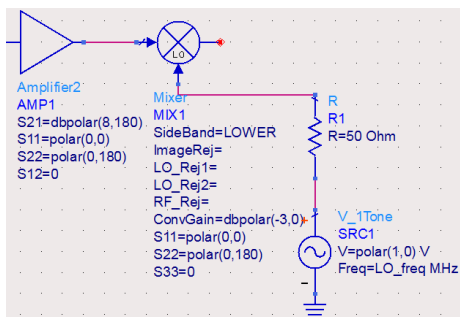 LO
Amplifier2
AMP1
S21=dbpolar(8,180)
S11=polar(0,0)
S22=polar(0,180)
S12=0
Mixer
MIX1
SideBand=LOWER
ImageRej=
LO_Rej1=
LO_Rej2=
RF_Rej=
ConvGain=dbpolar(-3,0)
S11=polar(0,0)
S22=polar(0,180)
S33=0
R
R1
R=50 Ohm
V_1Tone
SRC1
V=polar(1,0) V
Freq=LO_freq MHz